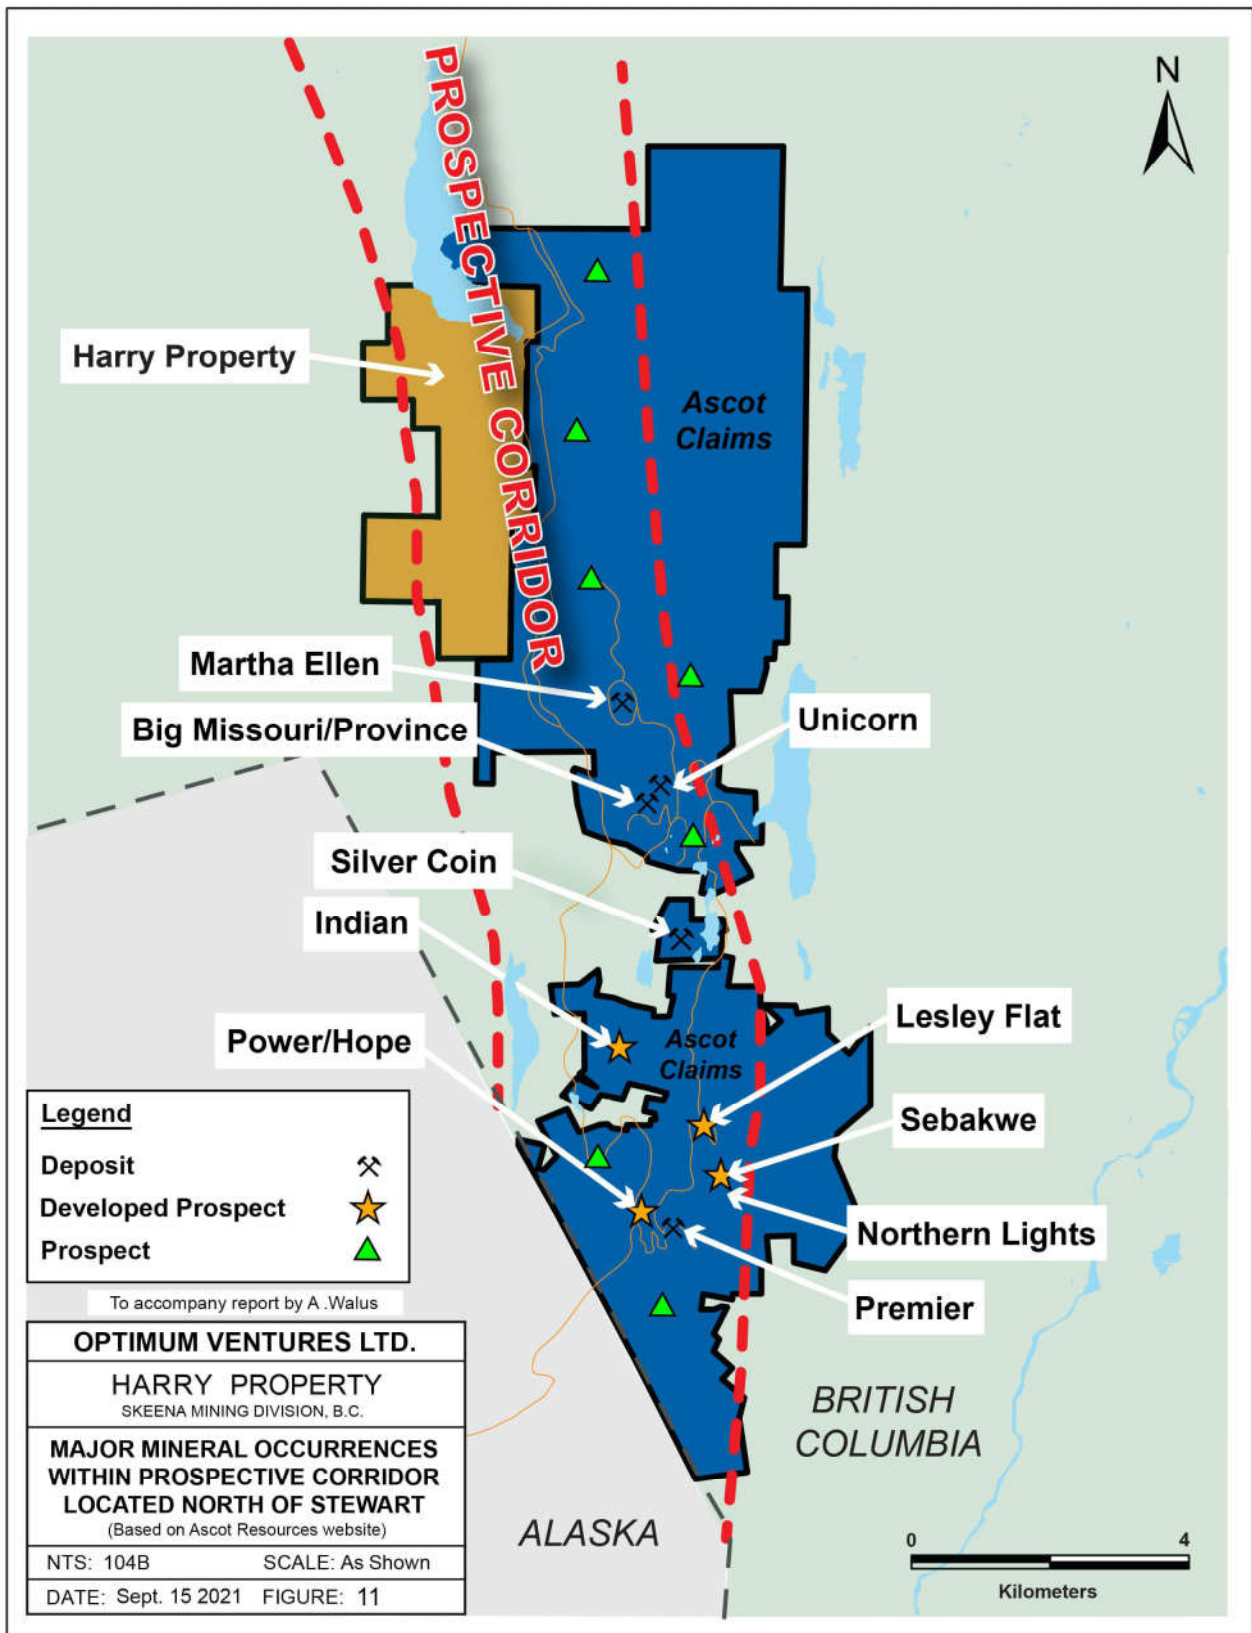 N
PROSPECTIVE CORRIDOR
Harry Property
Ascot
Claims
Martha Ellen
Big Missouri/Province
Unicorn
Silver Coin
Indian
Power/Hope
Ascot
Claims
Lesley Flat
Sebakwe
Northern Lights
Premier
Legend
Deposit
Developed Prospect
Prospect
To accompany report by A .Walus
OPTIMUM VENTURES LTD.
HARRY PROPERTY
SKEENA MINING DIVISION, B.C.
MAJOR MINERAL OCCURRENCES
WITHIN PROSPECTIVE CORRIDOR
LOCATED NORTH OF STEWART
(Based on Ascot Resources website)
NTS: 104B SCALE: As Shown
DATE: Sept. 15 2021 FIGURE: 11
BRITISH
COLUMBIA
ALASKA
0 4
Kilometers